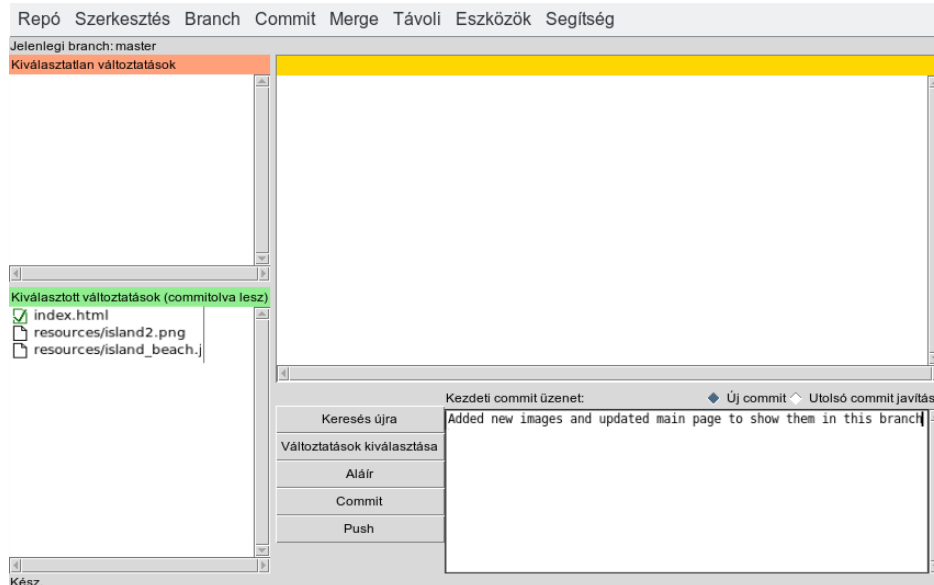 Repó Szerkesztés Branch Commit Merge Távoli Eszközök Segítség
Jelenlegi branch: master
Kiválasztatlan változtatások
Kiválasztott változtatások (commitolva lesz)
index.html
resources/island2.png
resources/island_beach.j
Kezdeti commit üzenet: Új commit Utolsó commit javítás
Keresés újra
Változtatások kiválasztása
Aláír
Commit
Push
Added new images and updated main page to show them in this branch
Kész.